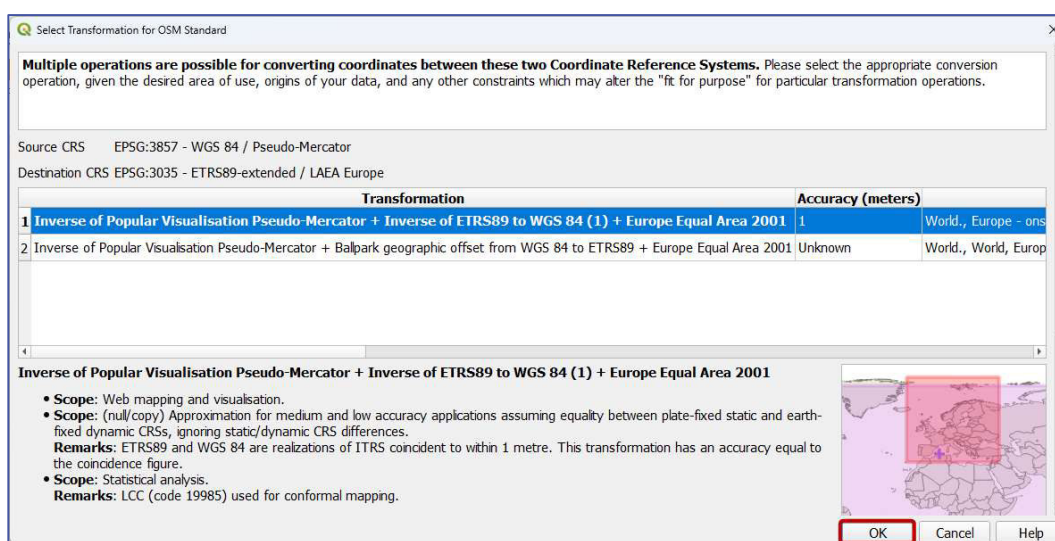 Select Transformation for OSM Standard
Multiple operations are possible for converting coordinates between these two Coordinate Reference Systems. Please select the appropriate conversion
operation, given the desired area of use, origins of your data, and any other constraints which may alter the "fit for purpose" for particular transformation operations.
Source CRS EPSG:3857 - WGS 84 / Pseudo-Mercator
Destination CRS EPSG:3035 - ETRS89-extended / LAEA Europe
Transformation Accuracy (meters)
1 Inverse of Popular Visualisation Pseudo-Mercator + Inverse of ETRS89 to WGS 84 (1) + Europe Equal Area 2001 1 World., Europe - ons
2 Inverse of Popular Visualisation Pseudo-Mercator + Ballpark geographic offset from WGS 84 to ETRS89 + Europe Equal Area 2001 Unknown World., World, Europ
Inverse of Popular Visualisation Pseudo-Mercator + Inverse of ETRS89 to WGS 84 (1) + Europe Equal Area 2001
• Scope: Web mapping and visualisation.
• Scope: (null/copy) Approximation for medium and low accuracy applications assuming equality between plate-fixed static and earth-
fixed dynamic CRSs, ignoring static/dynamic CRS differences.
Remarks: ETRS89 and WGS 84 are realizations of ITRS coincident to within 1 metre. This transformation has an accuracy equal to
the coincidence figure.
• Scope: Statistical analysis.
Remarks: LCC (code 19985) used for conformal mapping.
OK Cancel Help